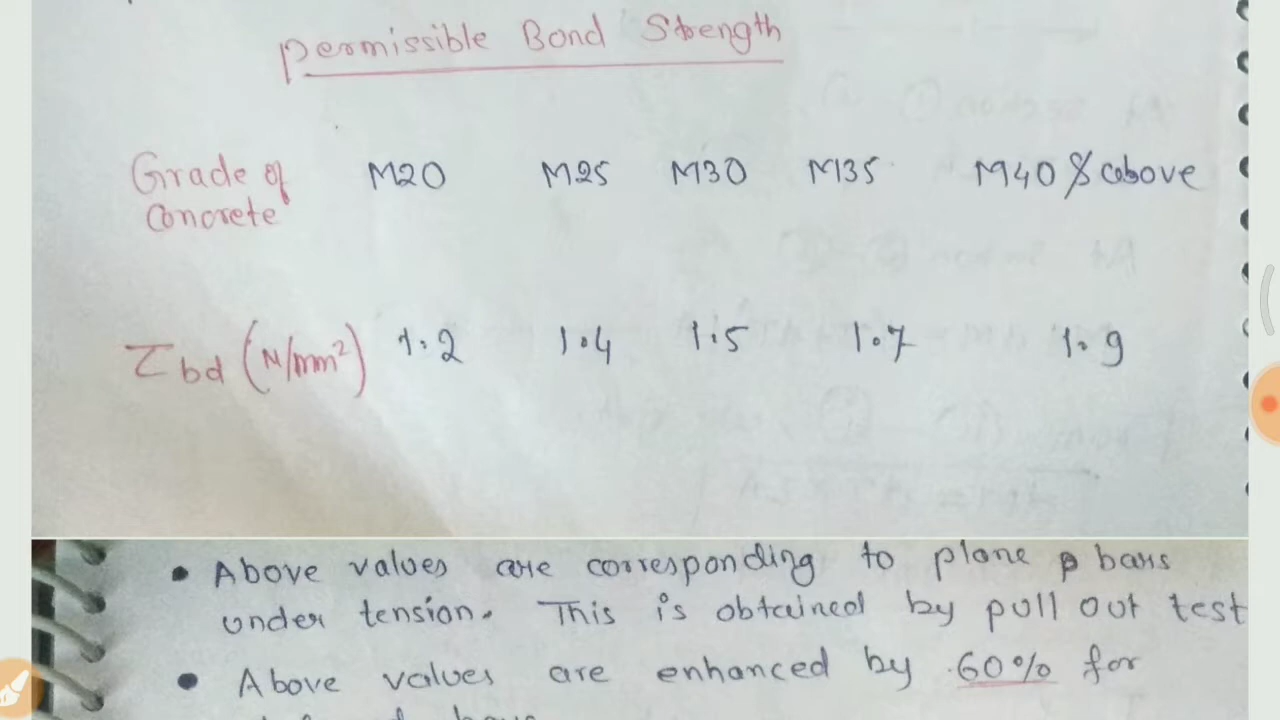 Permissible Bond Strength
Grade of M20 M25 M30 M35 M40 & above
Concrete
τbd (N/mm²) 1.2 1.4 1.5 1.7 1.9
• Above values are corresponding to plane bars
under tension. This is obtained by pull out test
• Above values are enhanced by 60% for